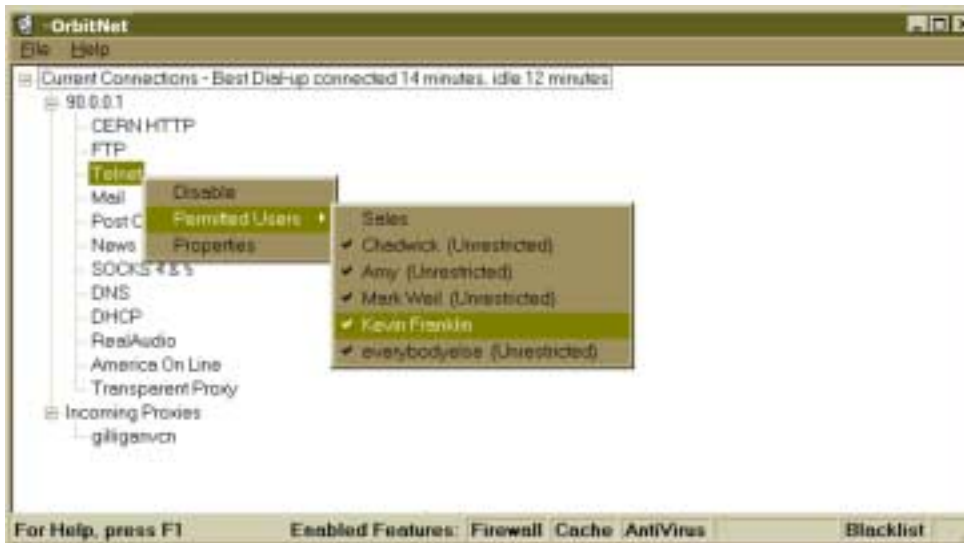 -OrbitNet
File Help
Current Connections - Best Dial-up connected 14 minutes, idle 12 minutes
90.0.0.1
CERN HTTP
FTP
Telnet
Mail
Post C
News
SOCKS 4 & 5
DNS
DHCP
RealAudio
America On Line
Transparent Proxy
Incoming Proxies
gilliganvcn
Disable
Permitted Users
Properties
Sales
Chadwick (Unrestricted)
Amy (Unrestricted)
Mark Weil (Unrestricted)
Kevin Franklin
everybodyelse (Unrestricted)
For Help, press F1 Enabled Features: Firewall Cache AntiVirus Blacklist